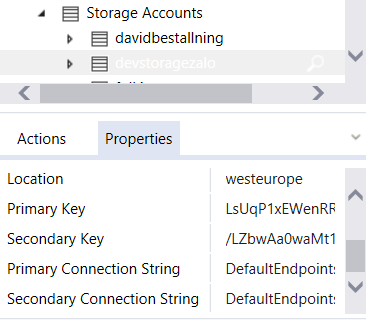 Storage Accounts
davidbestallning
devstoragezalo
Actions Properties
Location westeurope
Primary Key LsUqP1xEWenRR
Secondary Key /LZbwAa0waMt1
Primary Connection String DefaultEndpoints
Secondary Connection String DefaultEndpoints